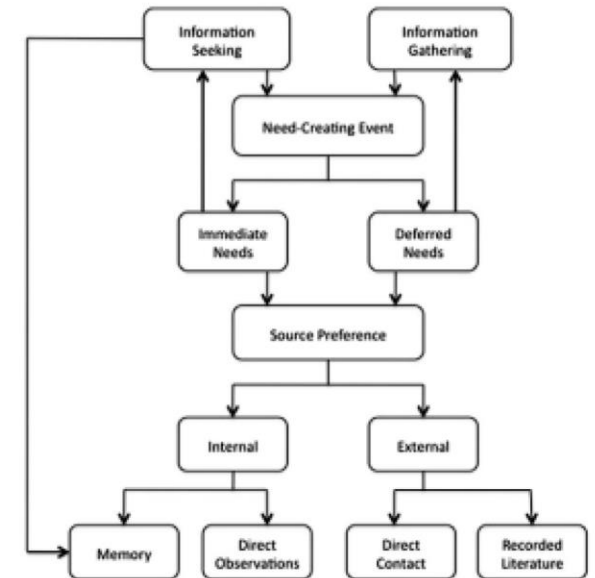 Information
Seeking
Information
Gathering
Need-Creating Event
Immediate
Needs
Deferred
Needs
Source Preference
Internal
External
Memory
Direct
Observations
Direct
Contact
Recorded
Literature